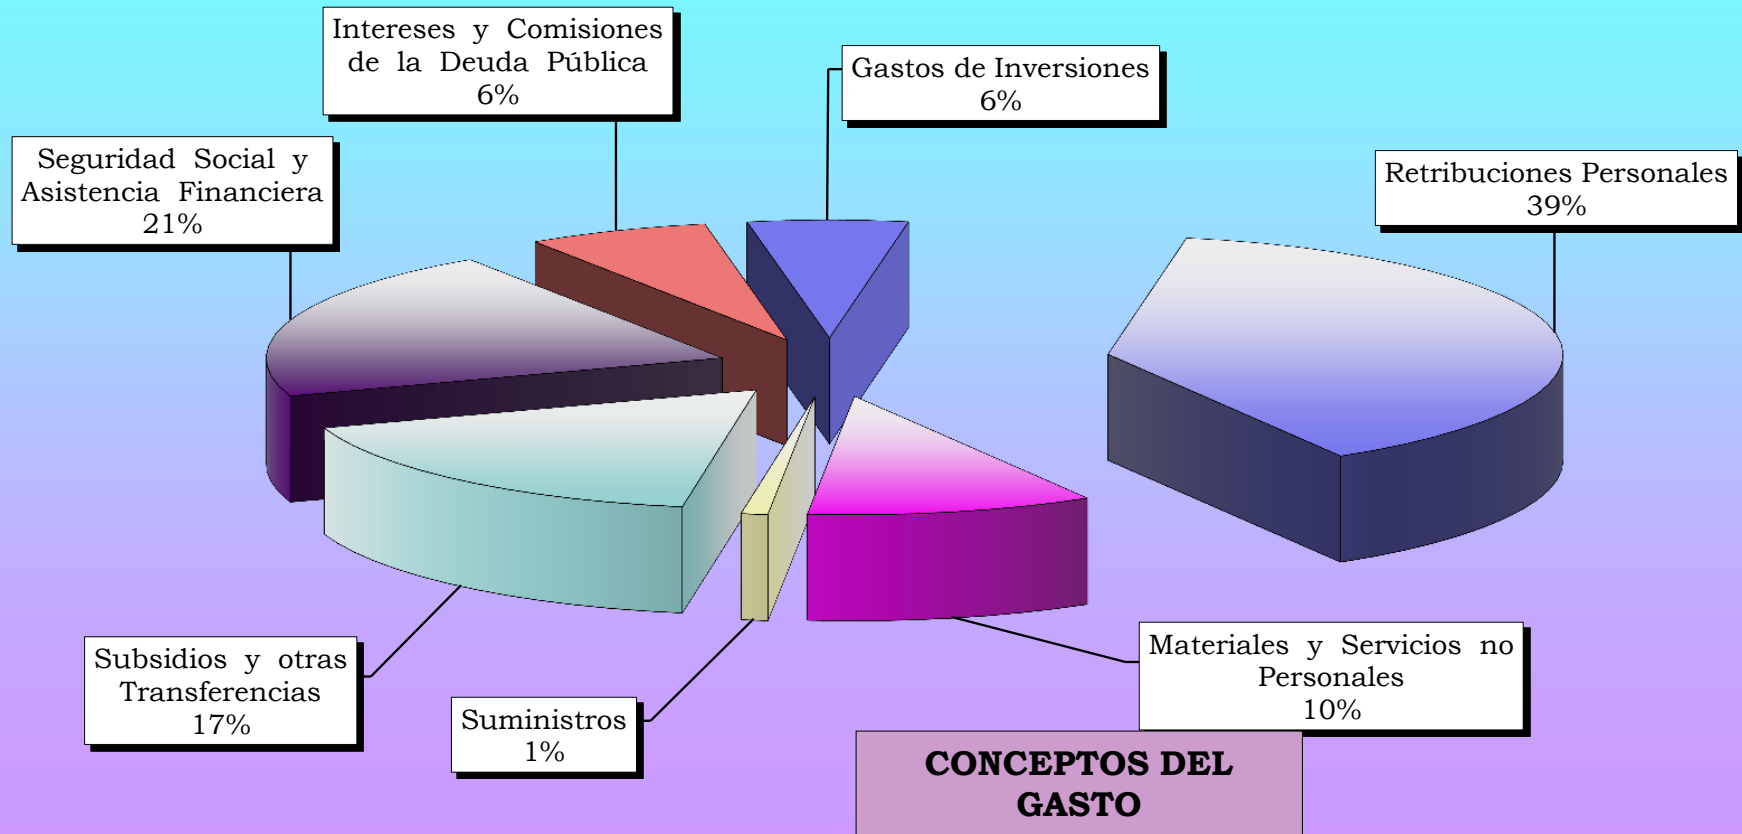 Intereses y Comisiones
de la Deuda Pública
6%
Gastos de Inversiones
6%
Seguridad Social y
Asistencia Financiera
21%
Retribuciones Personales
39%
Subsidios y otras
Transferencias
17%
Suministros
1%
Materiales y Servicios no
Personales
10%
CONCEPTOS DEL
GASTO